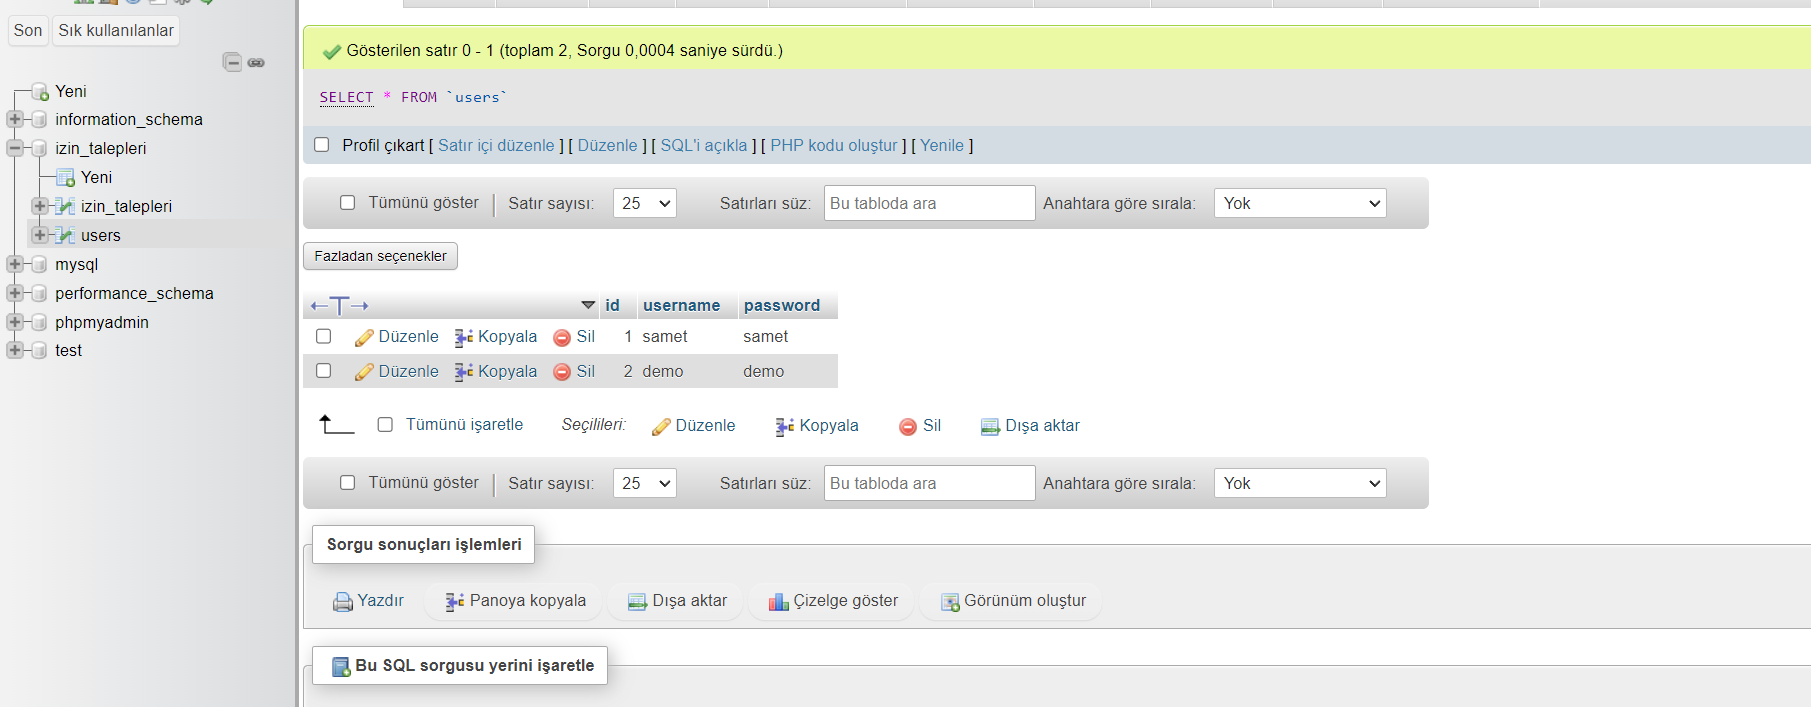 Son Sık kullanılanlar
Yeni
information_schema
izin_talepleri
Yeni
izin_talepleri
users
mysql
performance_schema
phpmyadmin
test
Gösterilen satır 0 - 1 (toplam 2, Sorgu 0,0004 saniye sürdü.)
SELECT * FROM `users`
Profil çıkart [ Satır içi düzenle ] [ Düzenle ] [ SQL'i açıkla ] [ PHP kodu oluştur ] [ Yenile ]
Tümünü göster Satır sayısı: 25 Satırları süz: Bu tabloda ara Anahtara göre sırala: Yok
Fazladan seçenekler
id username password
Düzenle Kopyala Sil 1 samet samet
Düzenle Kopyala Sil 2 demo demo
Tümünü işaretle Seçilileri: Düzenle Kopyala Sil Dışa aktar
Tümünü göster Satır sayısı: 25 Satırları süz: Bu tabloda ara Anahtara göre sırala: Yok
Sorgu sonuçları işlemleri
Yazdır Panoya kopyala Dışa aktar Çizelge göster Görünüm oluştur
Bu SQL sorgusu yerini işaretle